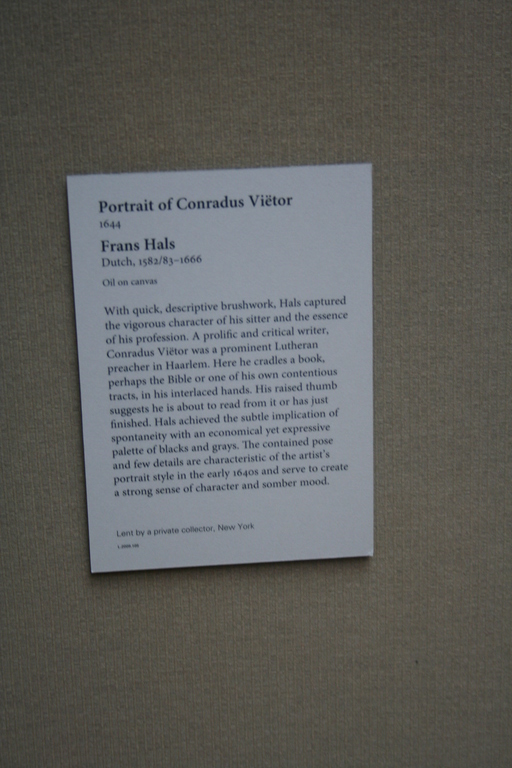 Portrait of Conradus Viëtor
1644
Frans Hals
Dutch, 1582/83–1666
Oil on canvas
With quick, descriptive brushwork, Hals captured
the vigorous character of his sitter and the essence
of his profession. A prolific and critical writer,
Conradus Viëtor was a prominent Lutheran
preacher in Haarlem. Here he cradles a book,
perhaps the Bible or one of his own contentious
tracts, in his interlaced hands. His raised thumb
suggests he is about to read from it or has just
finished. Hals achieved the subtle implication of
spontaneity with an economical yet expressive
palette of blacks and grays. The contained pose
and few details are characteristic of the artist's
portrait style in the early 1640s and serve to create
a strong sense of character and somber mood.
Lent by a private collector, New York